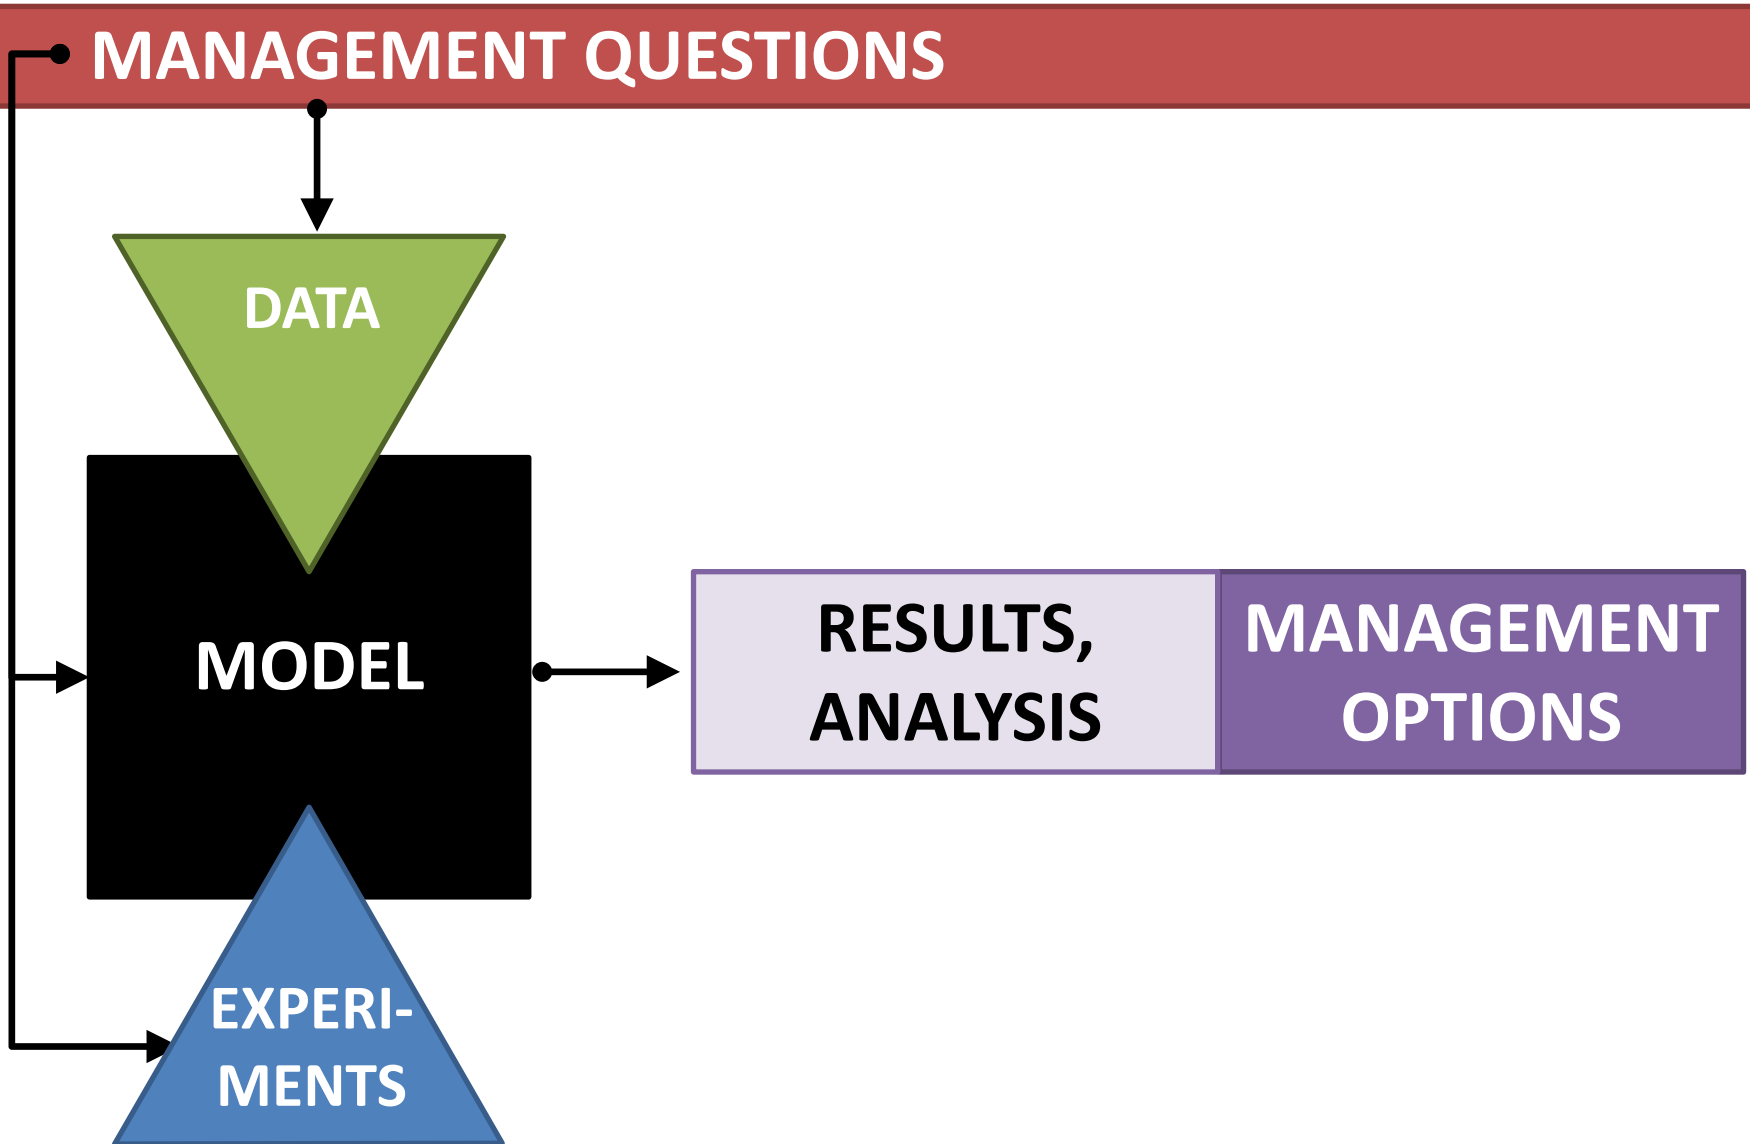 MANAGEMENT QUESTIONS
DATA
MODEL
RESULTS,
ANALYSIS
MANAGEMENT
OPTIONS
EXPERI-
MENTS